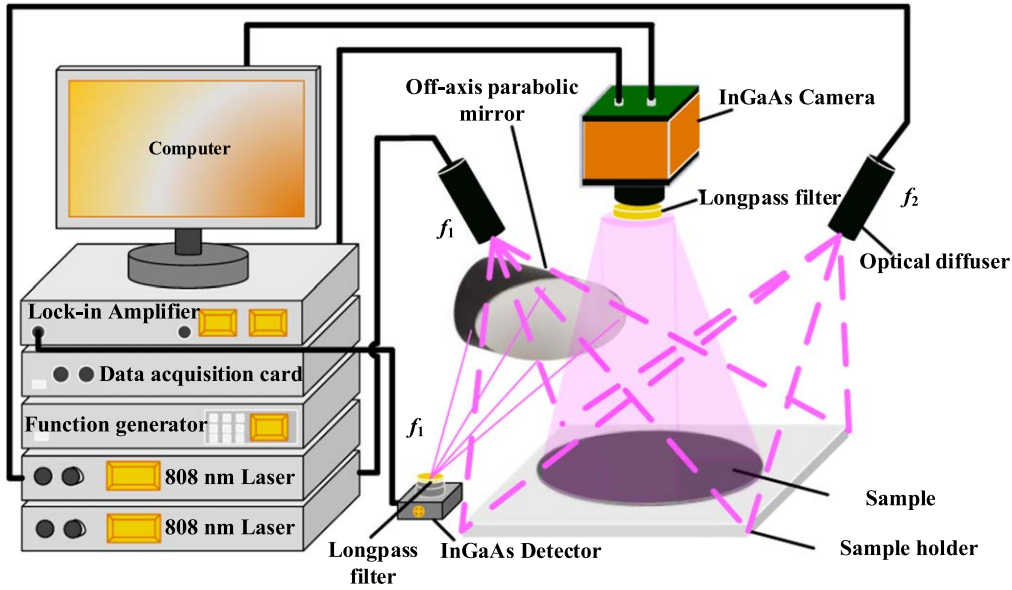 Off-axis parabolic
mirror
InGaAs Camera
Computer
Longpass filter
f1
f2
Optical diffuser
Lock-in Amplifier
Data acquisition card
Function generator
f1
808 nm Laser
808 nm Laser
Sample
Sample holder
Longpass
filter
InGaAs Detector